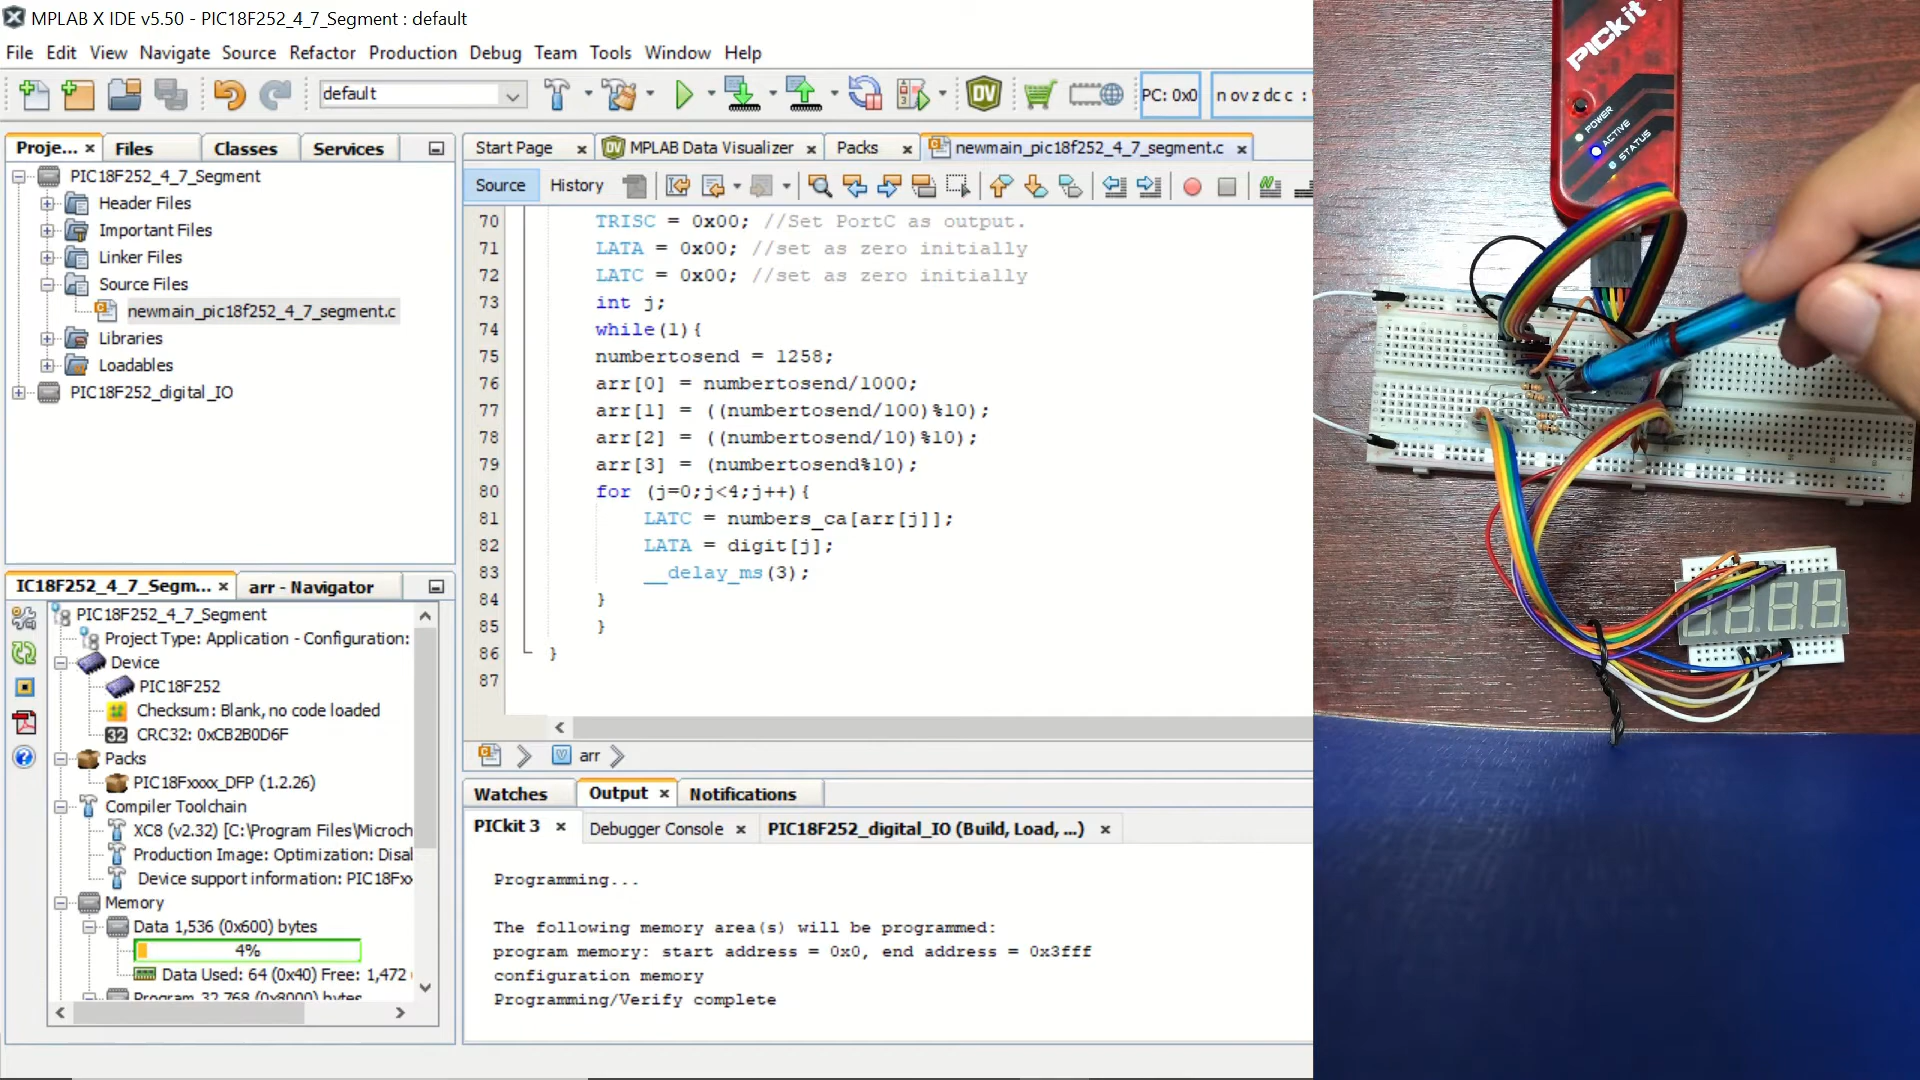 MPLAB X IDE v5.50 - PIC18F252_4_7_Segment : default
File Edit View Navigate Source Refactor Production Debug Team Tools Window Help
default
PC: 0x0
n ov z dc c :
Proje... × Files Classes Services
Start Page × MPLAB Data Visualizer × Packs × newmain_pic18f252_4_7_segment.c ×
Source History
PIC18F252_4_7_Segment
Header Files
Important Files
Linker Files
Source Files
newmain_pic18f252_4_7_segment.c
Libraries
Loadables
PIC18F252_digital_IO
70 TRISC = 0x00; //Set PortC as output.
71 LATA = 0x00; //set as zero initially
72 LATC = 0x00; //set as zero initially
73 int j;
74 while(1){
75 numbertosend = 1258;
76 arr[0] = numbertosend/1000;
77 arr[1] = ((numbertosend/100)%10);
78 arr[2] = ((numbertosend/10)%10);
79 arr[3] = (numbertosend%10);
80 for (j=0;j<4;j++){
81 LATC = numbers_ca[arr[j]];
82 LATA = digit[j];
83 __delay_ms(3);
84 }
85 }
86 }
87
arr
IC18F252_4_7_Segm... × arr - Navigator
PIC18F252_4_7_Segment
Project Type: Application - Configuration:
Device
PIC18F252
Checksum: Blank, no code loaded
CRC32: 0xCB2B0D6F
Packs
PIC18Fxxxx_DFP (1.2.26)
Compiler Toolchain
XC8 (v2.32) [C:\Program Files\Microch
Production Image: Optimization: Disal
Device support information: PIC18Fxx
Memory
Data 1,536 (0x600) bytes
4%
Data Used: 64 (0x40) Free: 1,472
Program 32,768 (0x8000) bytes
Watches Output × Notifications
PICkit 3 × Debugger Console × PIC18F252_digital_IO (Build, Load, ...) ×
Programming...
The following memory area(s) will be programmed:
program memory: start address = 0x0, end address = 0x3fff
configuration memory
Programming/Verify complete
PICkit
POWER
ACTIVE
STATUS